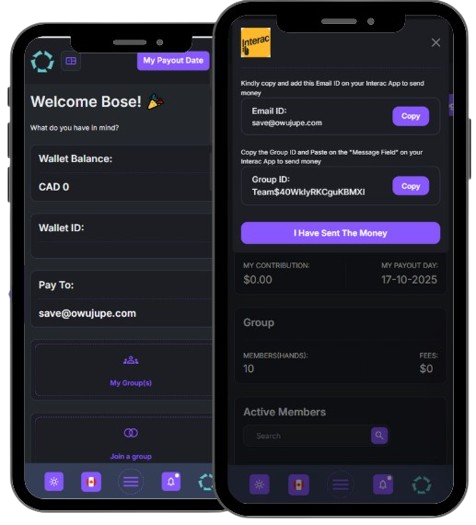 My Payout Date
Welcome Bose!
What do you have in mind?
Wallet Balance:
CAD 0
Wallet ID:
Pay To:
save@owujupe.com
My Group(s)
Join a group
Interac
Kindly copy and add this Email ID on your Interac App to send
money
Email ID:
save@owujupe.com
Copy
Copy the Group ID and Paste on the "Message Field" on your
Interac App to send money
Group ID:
Team$40WklyRKCguKBMXI
Copy
I Have Sent The Money
MY CONTRIBUTION:
MY PAYOUT DAY:
$0.00
17-10-2025
Group
MEMBERS(HANDS):
FEES:
10
$0
Active Members
Search